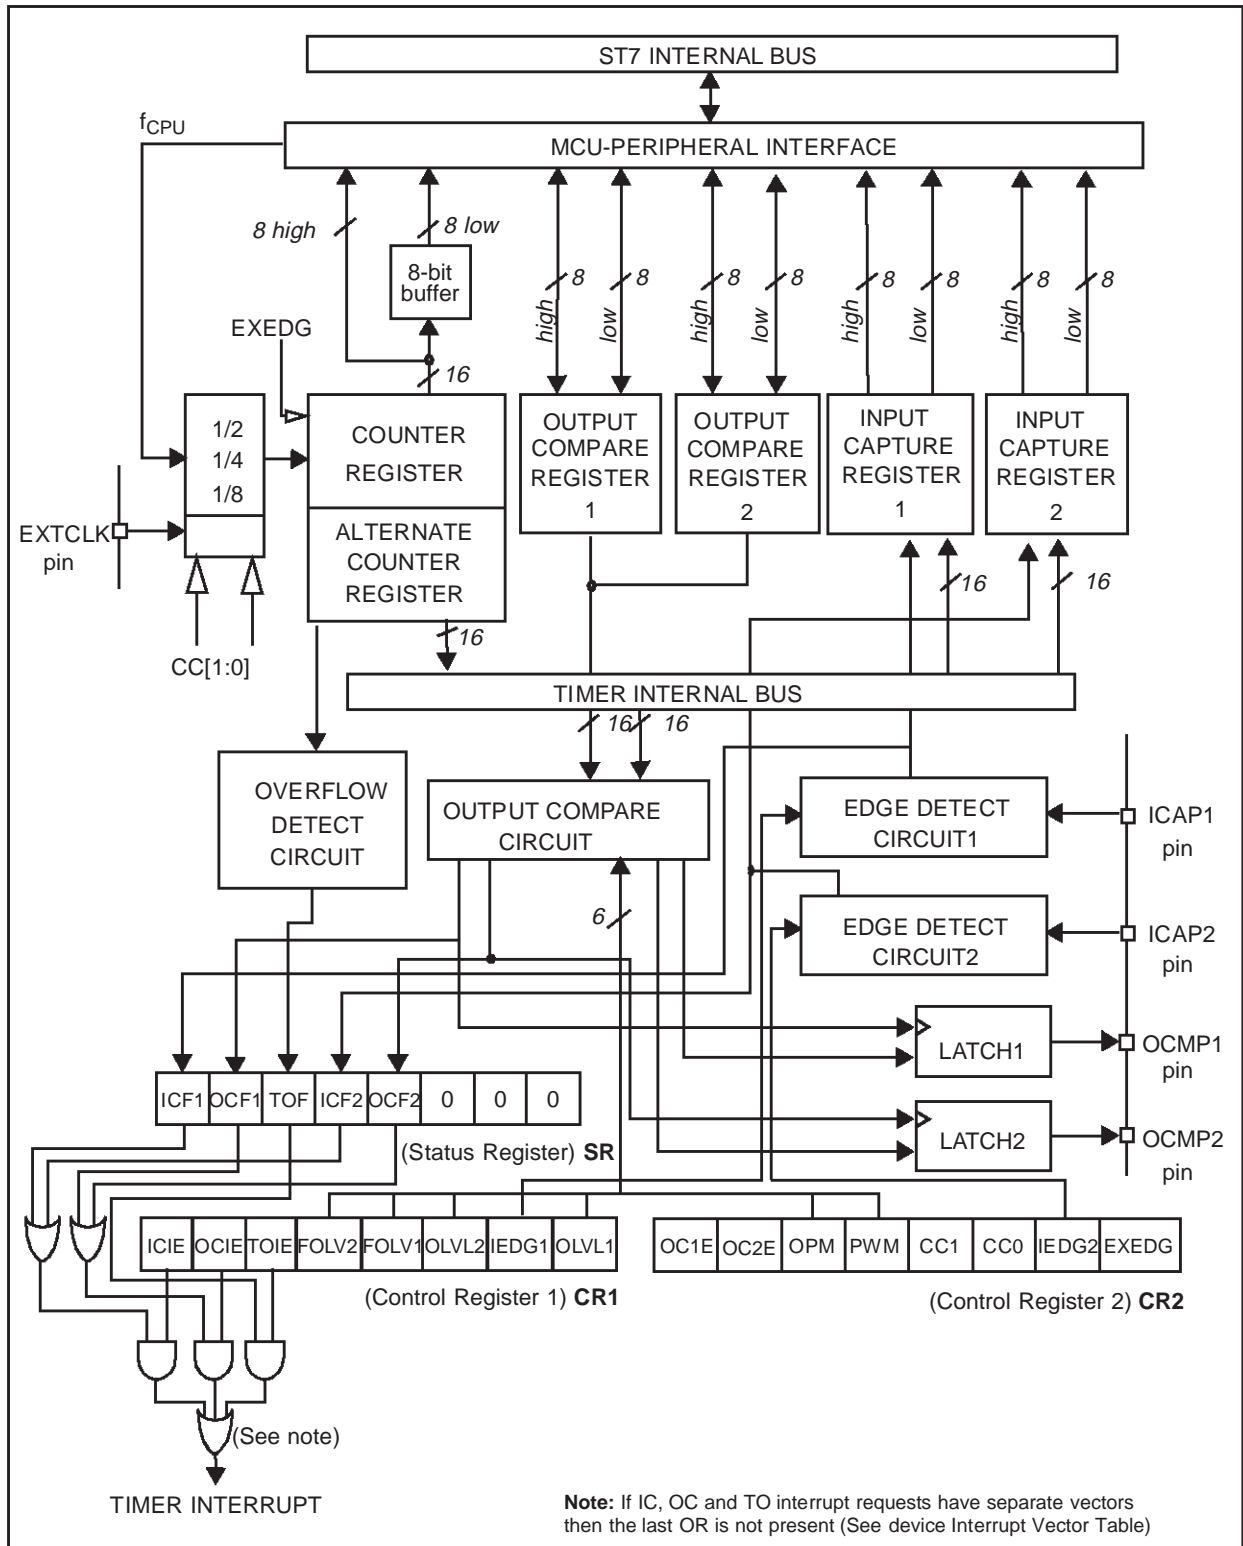 ST7 INTERNAL BUS
fCPU
MCU-PERIPHERAL INTERFACE
8 high
8 low
8-bit
buffer
8
8
8
8
8
8
8
8
high
low
high
low
high
low
high
low
EXEDG
16
1/2
1/4
1/8
COUNTER
REGISTER
ALTERNATE
COUNTER
REGISTER
OUTPUT
COMPARE
REGISTER
1
OUTPUT
COMPARE
REGISTER
2
INPUT
CAPTURE
REGISTER
1
INPUT
CAPTURE
REGISTER
2
EXTCLK
pin
CC[1:0]
16
16
16
TIMER INTERNAL BUS
16
16
OVERFLOW
DETECT
CIRCUIT
OUTPUT COMPARE
CIRCUIT
6
EDGE DETECT
CIRCUIT1
ICAP1
pin
EDGE DETECT
CIRCUIT2
ICAP2
pin
LATCH1
OCMP1
pin
LATCH2
OCMP2
pin
ICF1 OCF1 TOF ICF2 OCF2 0 0 0
(Status Register) SR
ICIE OCIE TOIE FOLV2 FOLV1 OLVL2 IEDG1 OLVL1
(Control Register 1) CR1
OC1E OC2E OPM PWM CC1 CC0 IEDG2 EXEDG
(Control Register 2) CR2
(See note)
TIMER INTERRUPT
Note: If IC, OC and TO interrupt requests have separate vectors
then the last OR is not present (See device Interrupt Vector Table)